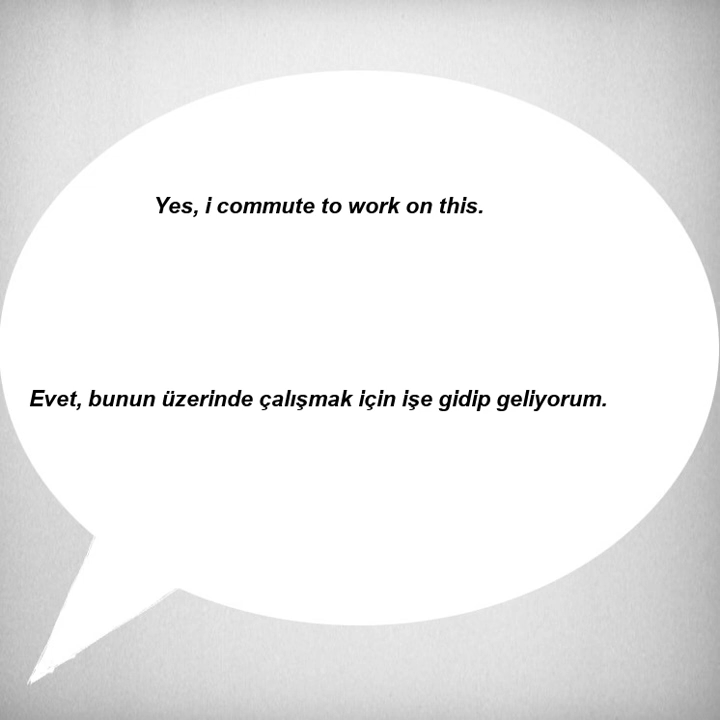 Yes, i commute to work on this.
Evet, bunun üzerinde çalışmak için işe gidip geliyorum.